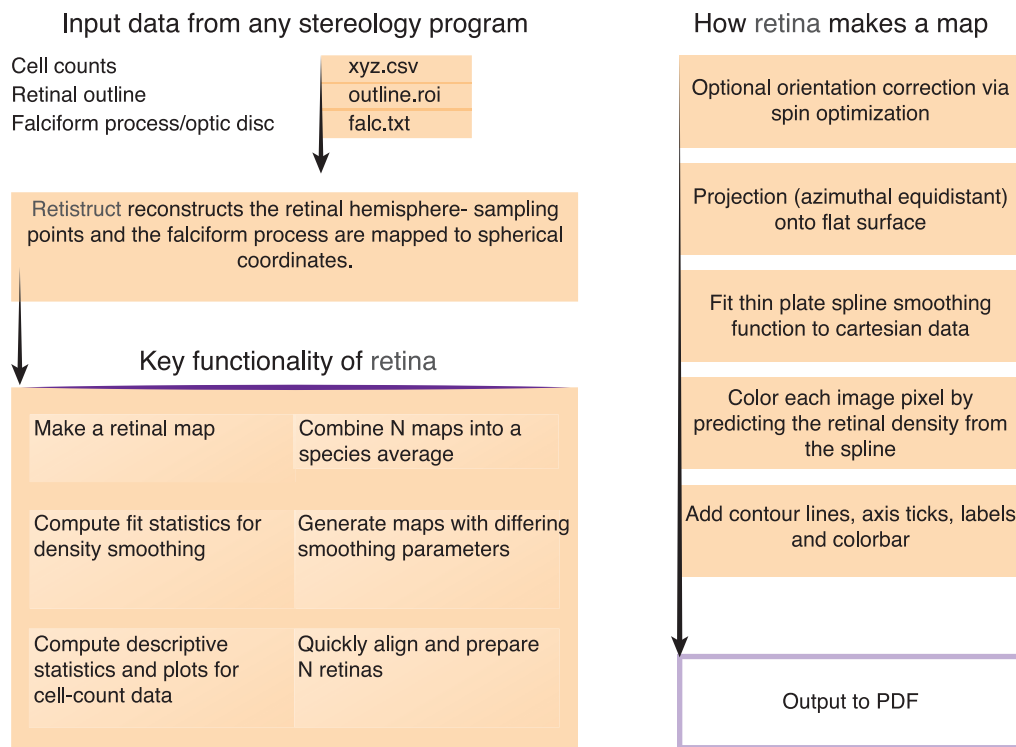 Input data from any stereology program
Cell counts
xyz.csv
Retinal outline
outline.roi
Falciform process/optic disc
falc.txt
Retistruct reconstructs the retinal hemisphere- sampling
points and the falciform process are mapped to spherical
coordinates.
Key functionality of retina
Make a retinal map
Combine N maps into a
species average
Compute fit statistics for
density smoothing
Generate maps with differing
smoothing parameters
Compute descriptive
statistics and plots for
cell-count data
Quickly align and prepare
N retinas
How retina makes a map
Optional orientation correction via
spin optimization
Projection (azimuthal equidistant)
onto flat surface
Fit thin plate spline smoothing
function to cartesian data
Color each image pixel by
predicting the retinal density from
the spline
Add contour lines, axis ticks, labels
and colorbar
Output to PDF